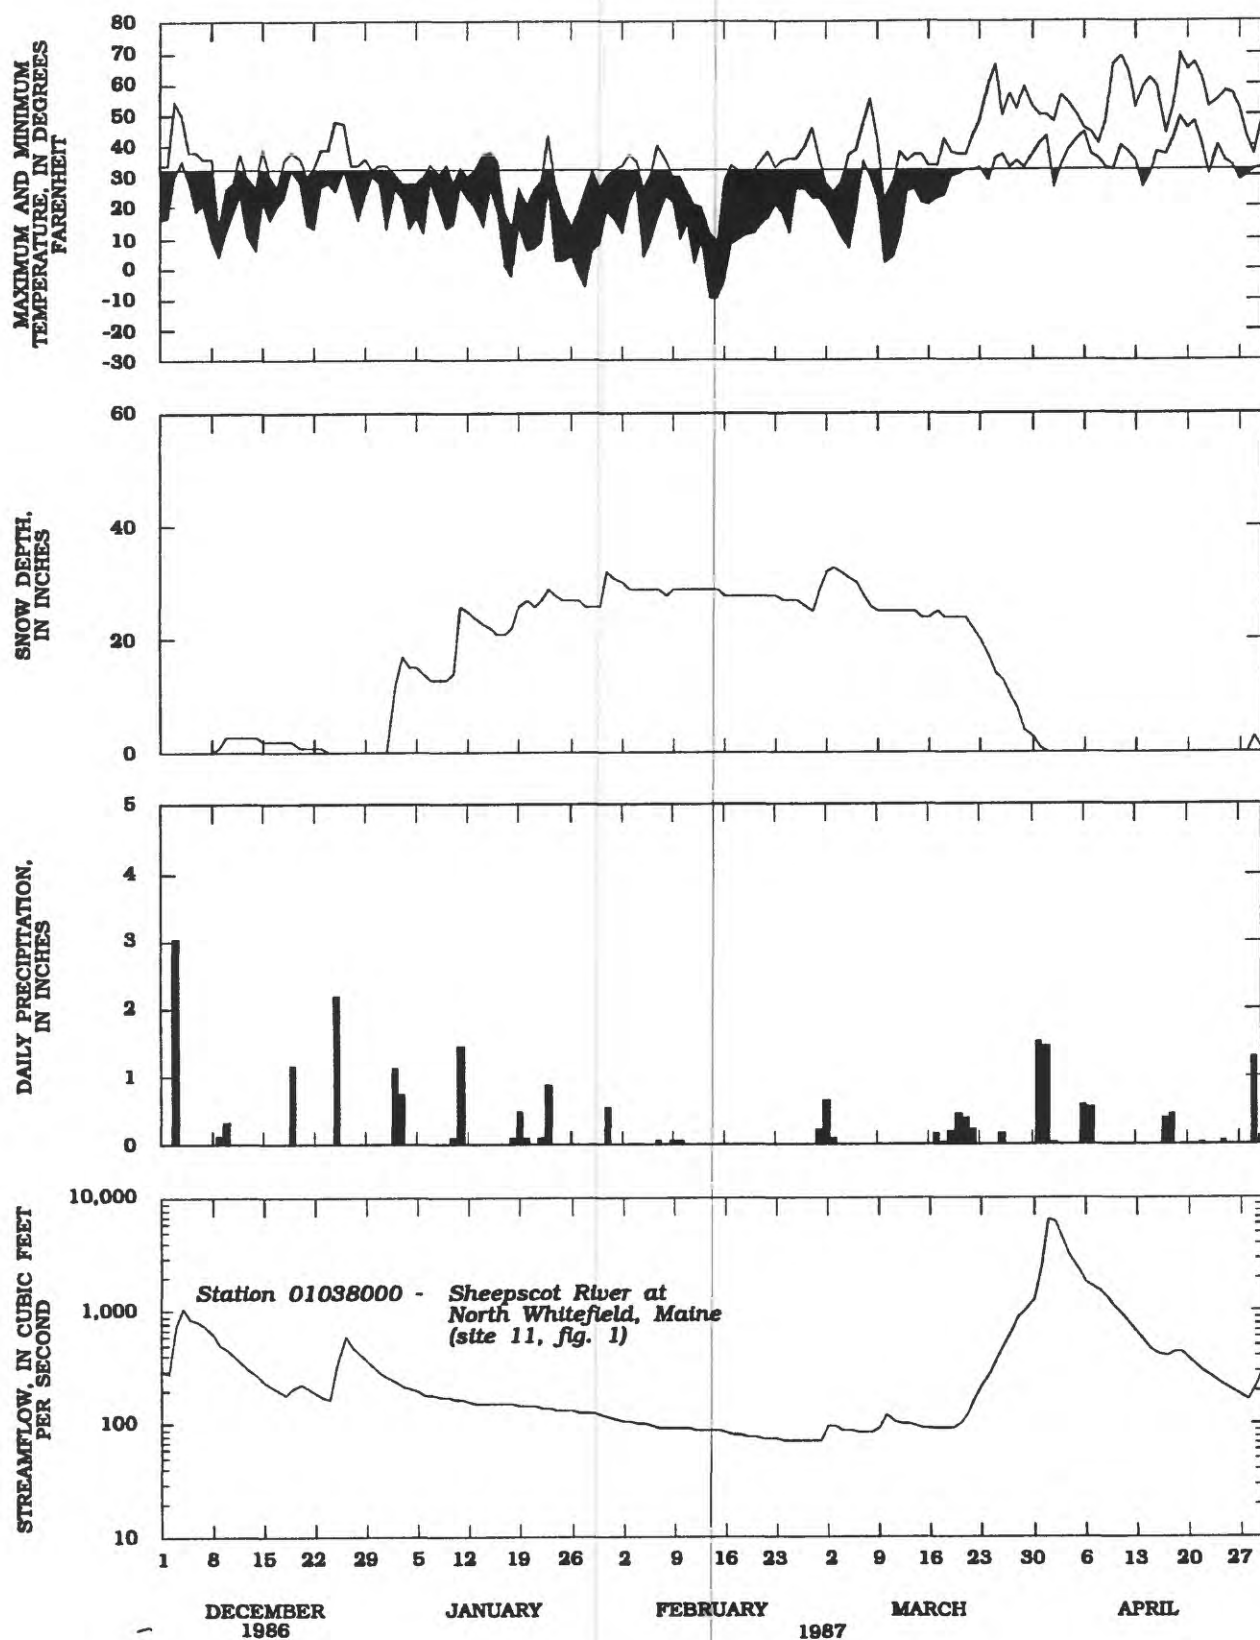 MAXIMUM AND MINIMUM
TEMPERATURE, IN DEGREES
FARENHEIT
80
70
60
50
40
30
20
10
0
-10
-20
-30
SNOW DEPTH,
IN INCHES
60
40
20
0
DAILY PRECIPITATION,
IN INCHES
5
4
3
2
1
0
STREAMFLOW, IN CUBIC FEET
PER SECOND
10,000
1,000
100
10
Station 01038000 - Sheepscot River at
North Whitefield, Maine
(site 11, fig. 1)
1 8 15 22 29 5 12 19 26 2 9 16 23 2 9 16 23 30 6 13 20 27
DECEMBER JANUARY FEBRUARY MARCH APRIL
1986 1987